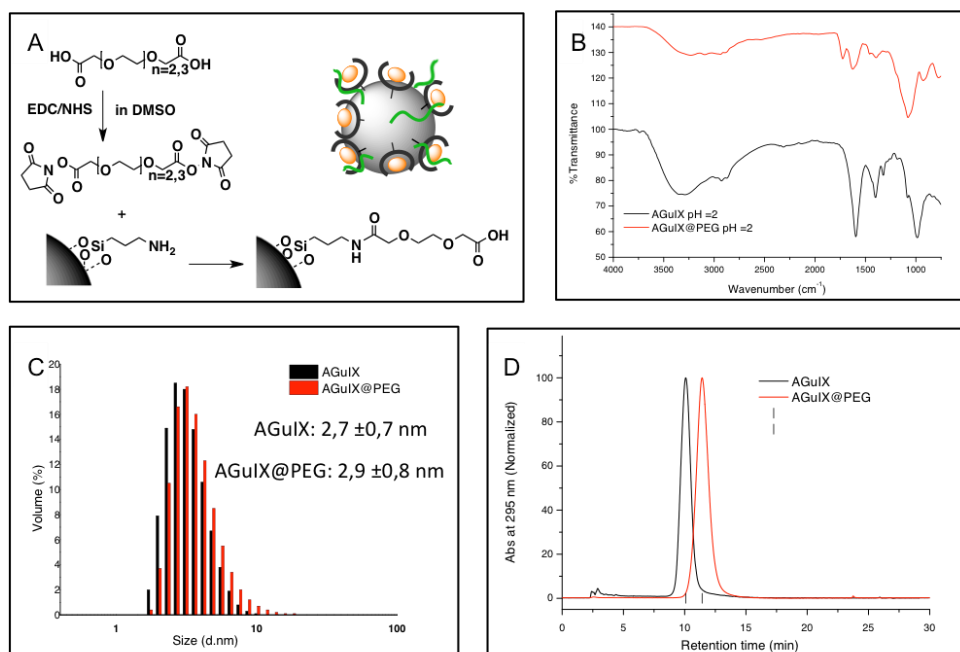 A
HO
O
O
O
O
OH
n=2,3
EDC/NHS
in DMSO
O
N
O
O
O
O
O
n=2,3
O
O
N
O
O
+
O
Si
O
O
NH2
O
Si
O
O
N
H
O
O
O
O
OH
B
% Transmittance
140
130
120
110
100
90
80
70
60
50
AGuIX pH =2
AGuIX@PEG pH =2
4000
3500
3000
2500
2000
1500
1000
Wavenumber (cm-1)
C
Volume (%)
20
18
16
14
12
10
8
6
4
2
0
AGuIX
AGuIX@PEG
AGuIX: 2,7 ±0,7 nm
AGuIX@PEG: 2,9 ±0,8 nm
1
10
100
Size (d.nm)
D
Abs at 295 nm (Normalized)
100
80
60
40
20
0
AGuIX
AGuIX@PEG
0
5
10
15
20
25
30
Retention time (min)